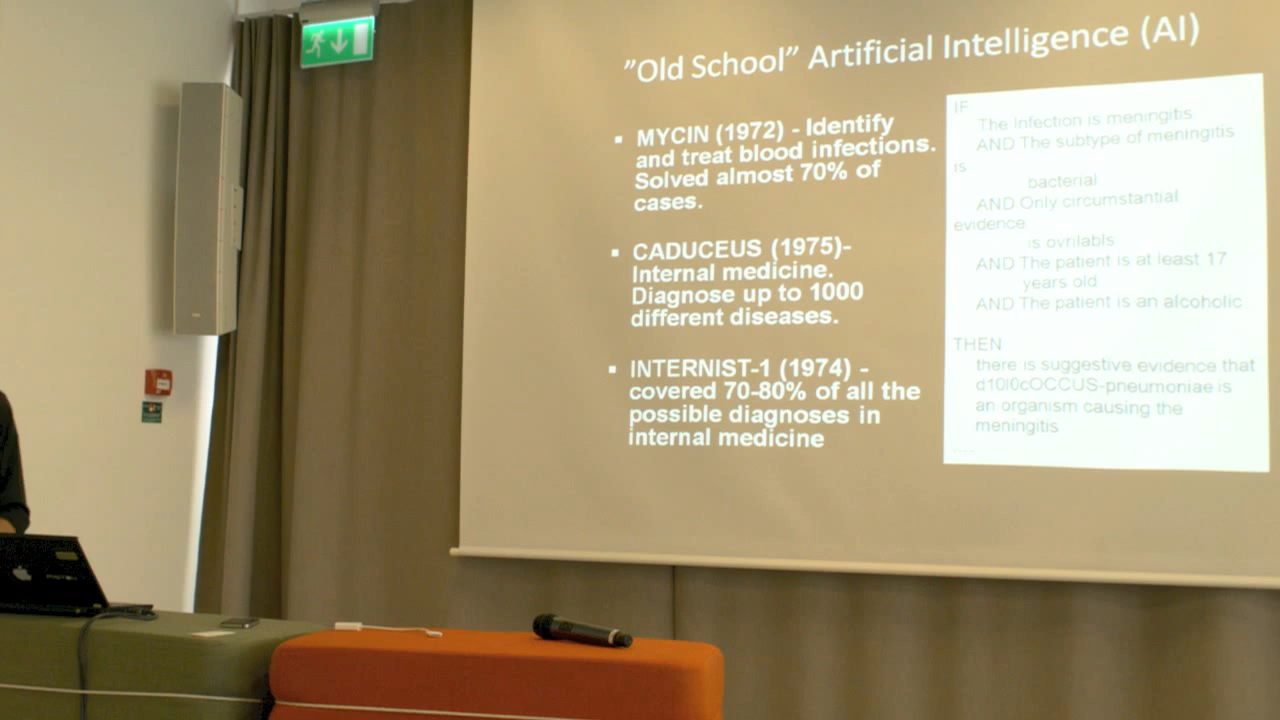 ”Old School” Artificial Intelligence (AI)
▪ MYCIN (1972) - Identify
and treat blood infections.
Solved almost 70% of
cases.
▪ CADUCEUS (1975)-
Internal medicine.
Diagnose up to 1000
different diseases.
▪ INTERNIST-1 (1974) -
covered 70-80% of all the
possible diagnoses in
internal medicine
IF
The Infection is meningitis
AND The subtype of meningitis
is
bacterial
AND Only circumstantial
evidence
is ovrilabls
AND The patient is at least 17
years old
AND The patient is an alcoholic
THEN
there is suggestive evidence that
d10l0cOCCUS-pneumoniae is
an organism causing the
meningitis